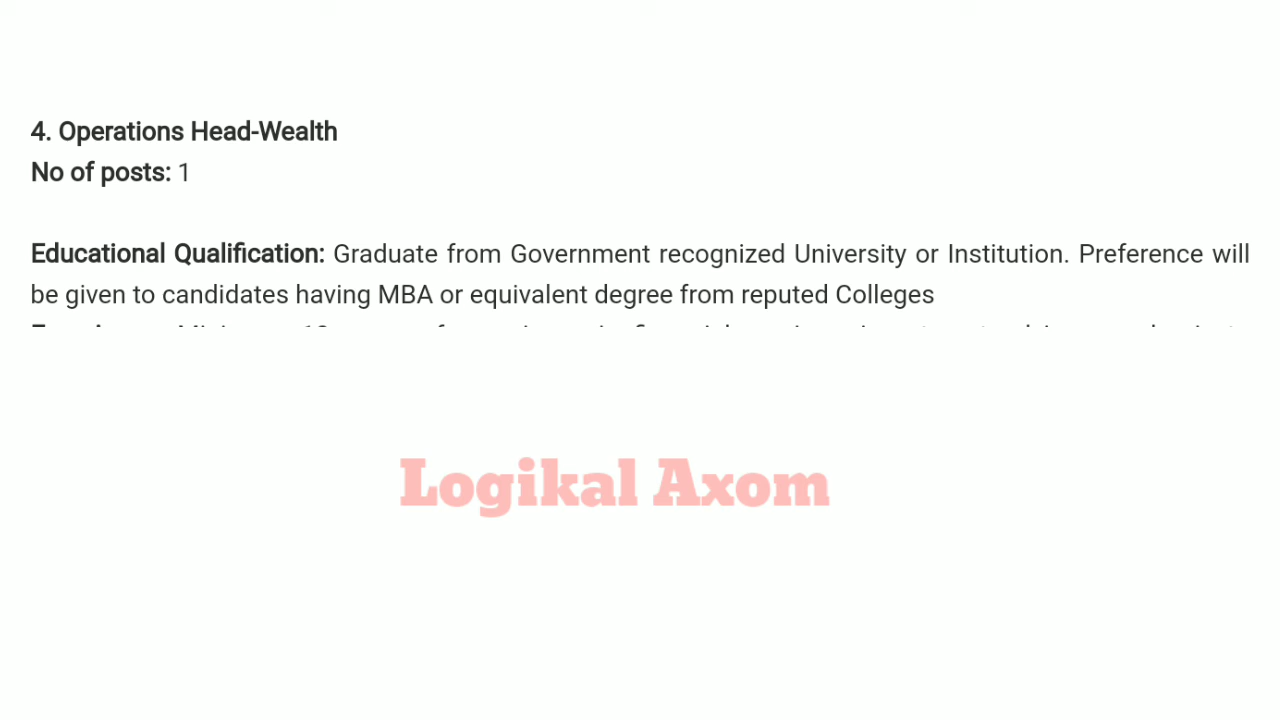 4. Operations Head-Wealth
No of posts: 1
Educational Qualification: Graduate from Government recognized University or Institution. Preference will
be given to candidates having MBA or equivalent degree from reputed Colleges
Logikal Axom